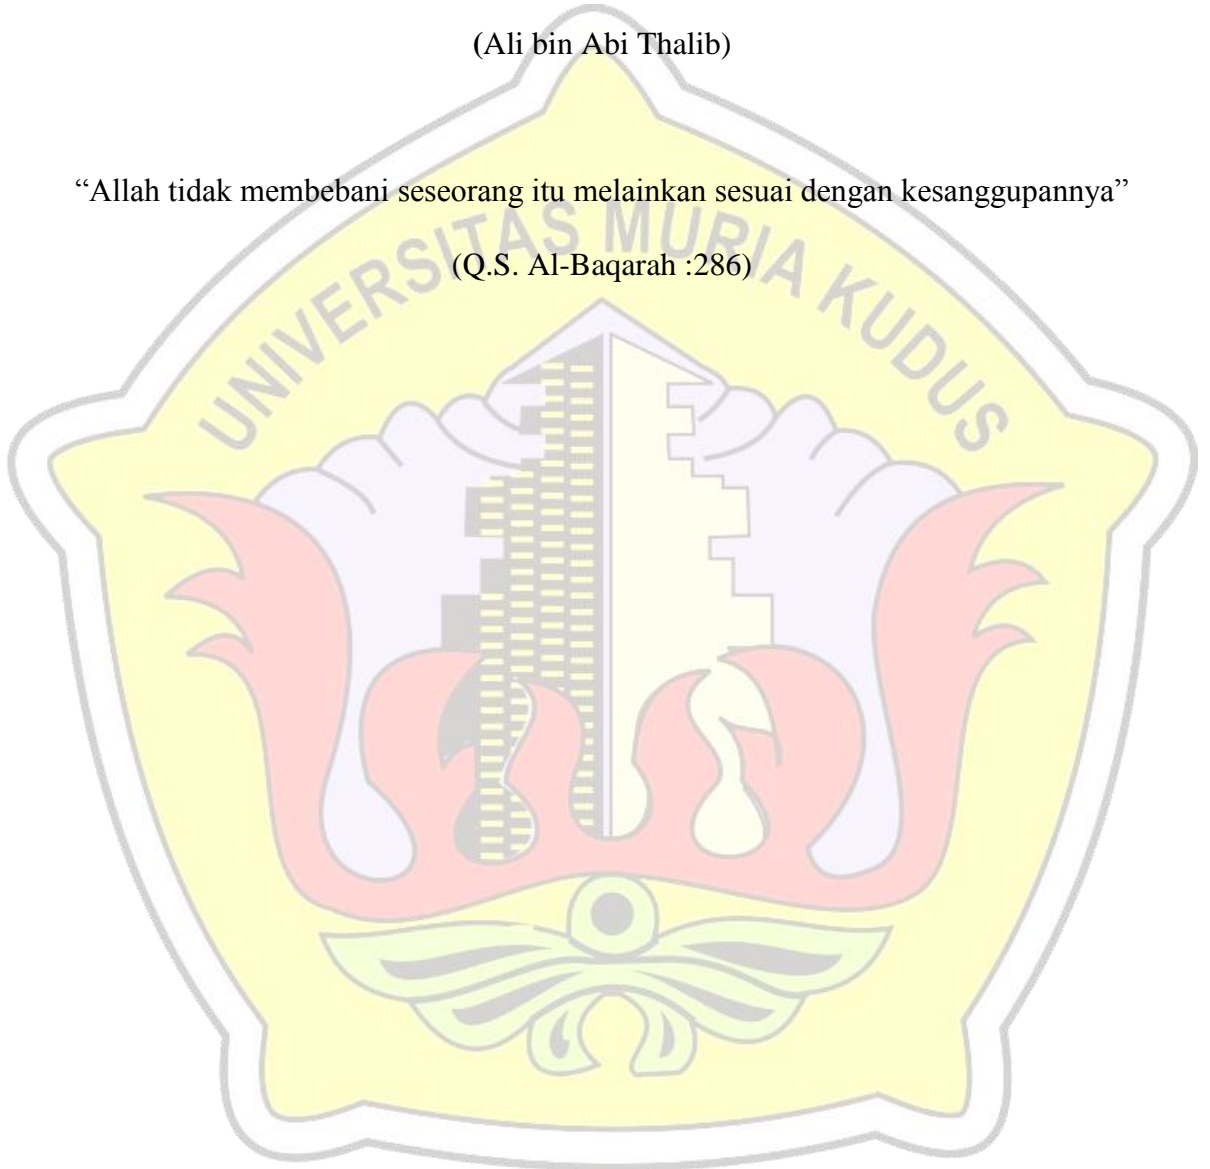 (Ali bin Abi Thalib)
“Allah tidak membebani seseorang itu melainkan sesuai dengan kesanggupannya”
(Q.S. Al-Baqarah :286)
UNIVERSITAS MURIA KUDUS